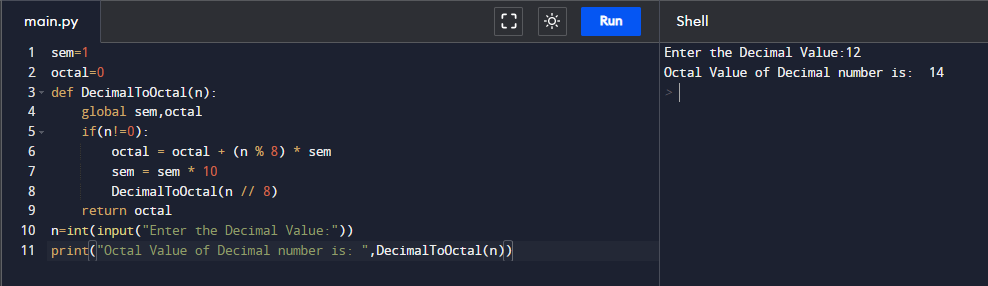 main.py
Run
Shell
1 sem=1
2 octal=0
3 def DecimalToOctal(n):
4     global sem,octal
5     if(n!=0):
6         octal = octal + (n % 8) * sem
7         sem = sem * 10
8         DecimalToOctal(n // 8)
9     return octal
10 n=int(input("Enter the Decimal Value:"))
11 print("Octal Value of Decimal number is: ",DecimalToOctal(n))
Enter the Decimal Value:12
Octal Value of Decimal number is:  14
>